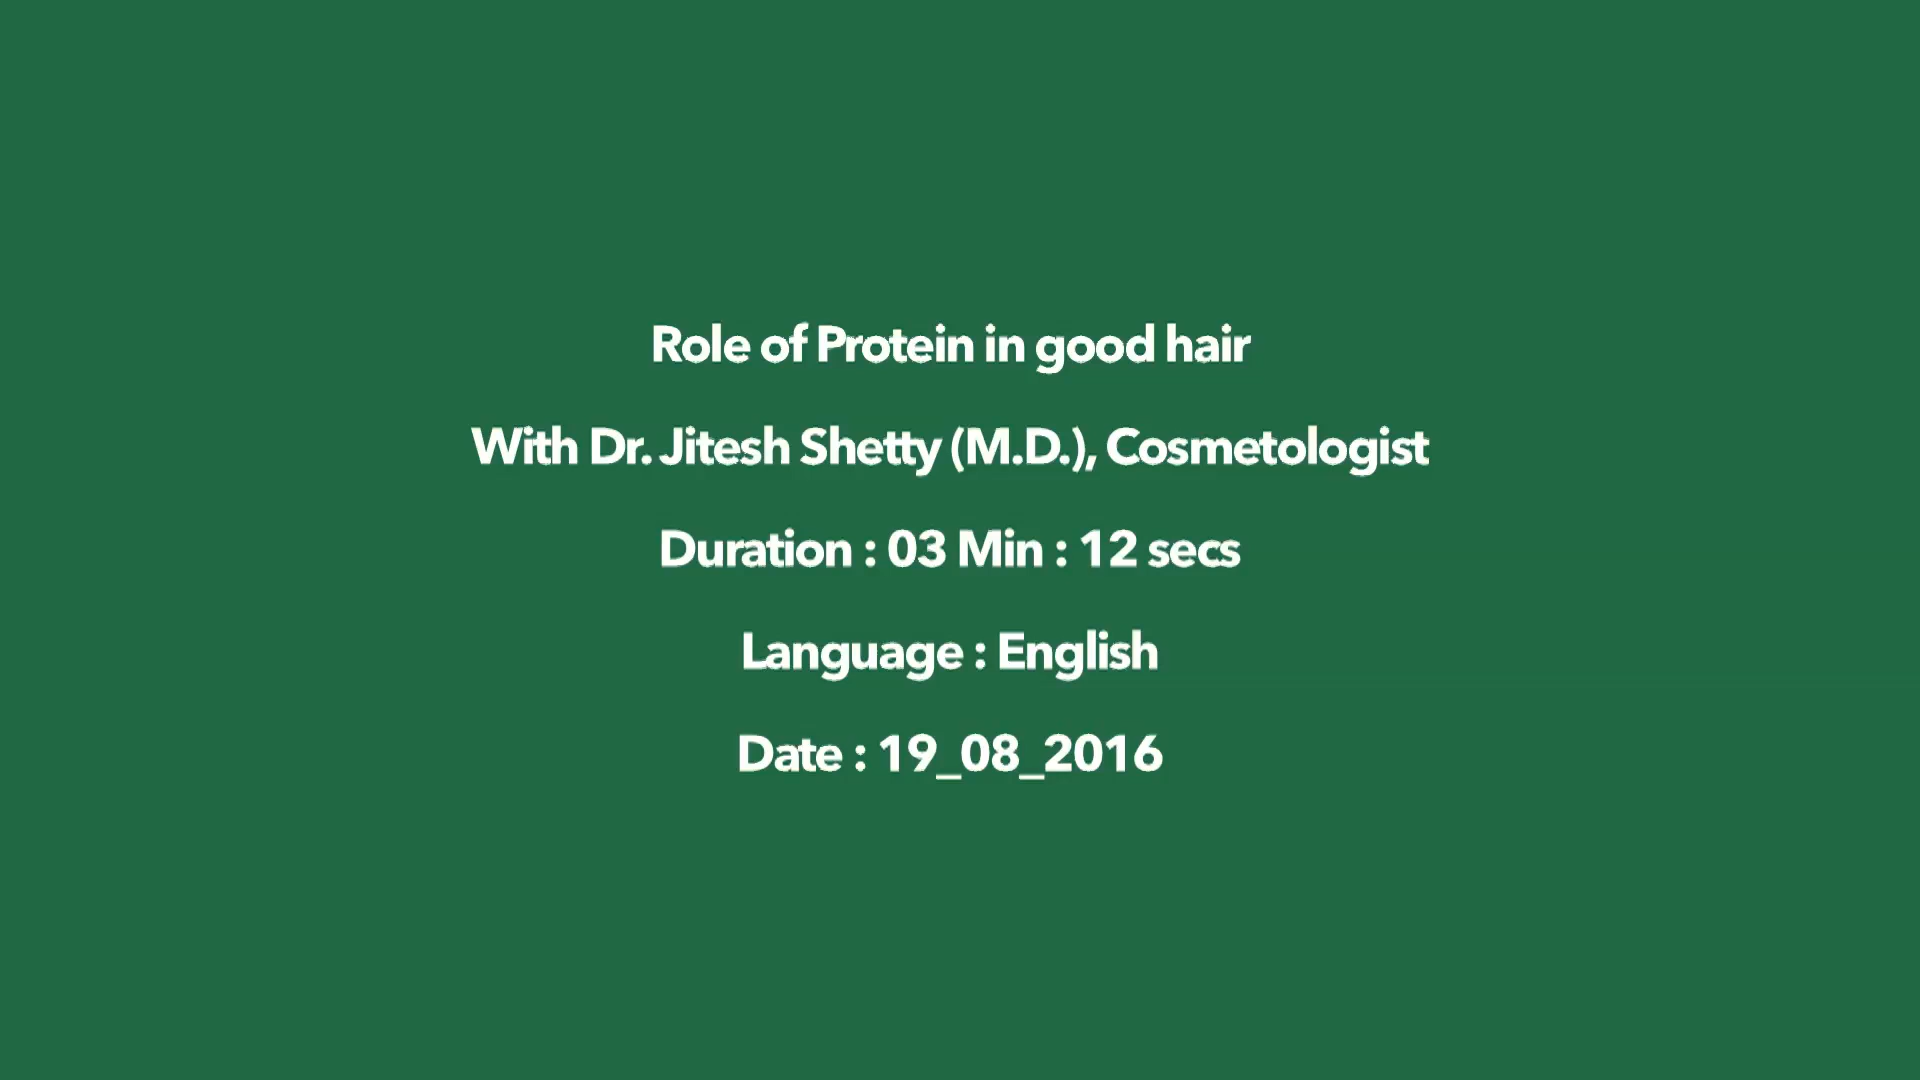 Role of Protein in good hair
With Dr. Jitesh Shetty (M.D.), Cosmetologist
Duration : 03 Min : 12 secs
Language : English
Date : 19_08_2016